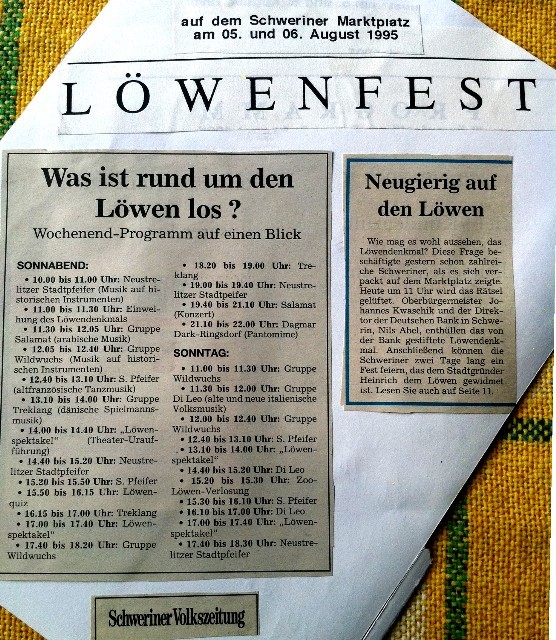 auf dem Schweriner Marktplatz
am 05. und 06. August 1995
LÖWENFEST
Was ist rund um den
Löwen los ?
Wochenend-Programm auf einen Blick
SONNABEND:
• 10.00 bis 11.00 Uhr: Neustre-
litzer Stadtpfeifer (Musik auf hi-
storischen Instrumenten)
• 11.00 bis 11.30 Uhr: Einwei-
hung des Löwendenkmals
• 11.30 bis 12.05 Uhr: Gruppe
Salamat (arabische Musik)
• 12.05 bis 12.40 Uhr: Gruppe
Wildwuchs (Musik auf histori-
schen Instrumenten)
• 12.40 bis 13.10 Uhr: S. Pfeifer
(altfranzösische Tanzmusik)
• 13.10 bis 14.00 Uhr: Gruppe
Treklang (dänische Spielmanns-
musik)
• 14.00 bis 14.40 Uhr: „Löwen-
spektakel" (Theater-Urauf-
führung)
• 14.40 bis 15.20 Uhr: Neustre-
litzer Stadtpfeifer
• 15.20 bis 15.50 Uhr: S. Pfeifer
• 15.50 bis 16.15 Uhr: Löwen-
quiz
• 16.15 bis 17.00 Uhr: Treklang
• 17.00 bis 17.40 Uhr: Löwen-
spektakel"
• 17.40 bis 18.20 Uhr: Gruppe
Wildwuchs
• 18.20 bis 19.00 Uhr: Tre-
klang
• 19.00 bis 19.40 Uhr: Neustre-
litzer Stadtpeifer
• 19.40 bis 21.10 Uhr: Salamat
(Konzert)
• 21.10 bis 22.00 Uhr: Dagmar
Dark-Ringsdorf (Pantomime)
SONNTAG:
• 11.00 bis 11.30 Uhr: Gruppe
Wildwuchs
• 11.30 bis 12.00 Uhr: Gruppe
Di Leo (alte und neue italienische
Volksmusik)
• 12.00 bis 12.40 Uhr: Gruppe
Wildwuchs
• 12.40 bis 13.10 Uhr: S. Pfeifer
• 13.10 bis 14.00 Uhr: „Löwen-
spektakel"
• 14.40 bis 15.20 Uhr: Di Leo
• 15.20 bis 15.30 Uhr: Zoo-
Löwen-Verlosung
• 15.30 bis 16.10 Uhr: S. Pfeifer
• 16.10 bis 17.00 Uhr: Di Leo
• 17.00 bis 17.40 Uhr: „Löwen-
spektakel"
• 17.40 bis 18.30 Uhr: Neustre-
litzer Stadtpfeifer
Neugierig auf
den Löwen
Wie mag es wohl aussehen, das
Löwendenkmal? Diese Frage be-
schäftigte gestern schon zahlrei-
che Schweriner, als es sich ver-
packt auf dem Marktplatz zeigte.
Heute um 11 Uhr wird das Rätsel
gelüftet. Oberbürgermeister Jo-
hannes Kwaschik und der Direk-
tor der Deutschen Bank in Schwe-
rin, Nils Abel, enthüllen das von
der Bank gestiftete Löwendenk-
mal. Anschließend können die
Schweriner zwei Tage lang ein
Fest feiern, das dem Stadtgründer
Heinrich dem Löwen gewidmet
ist. Lesen Sie auch auf Seite 11.
Schweriner Volkszeitung